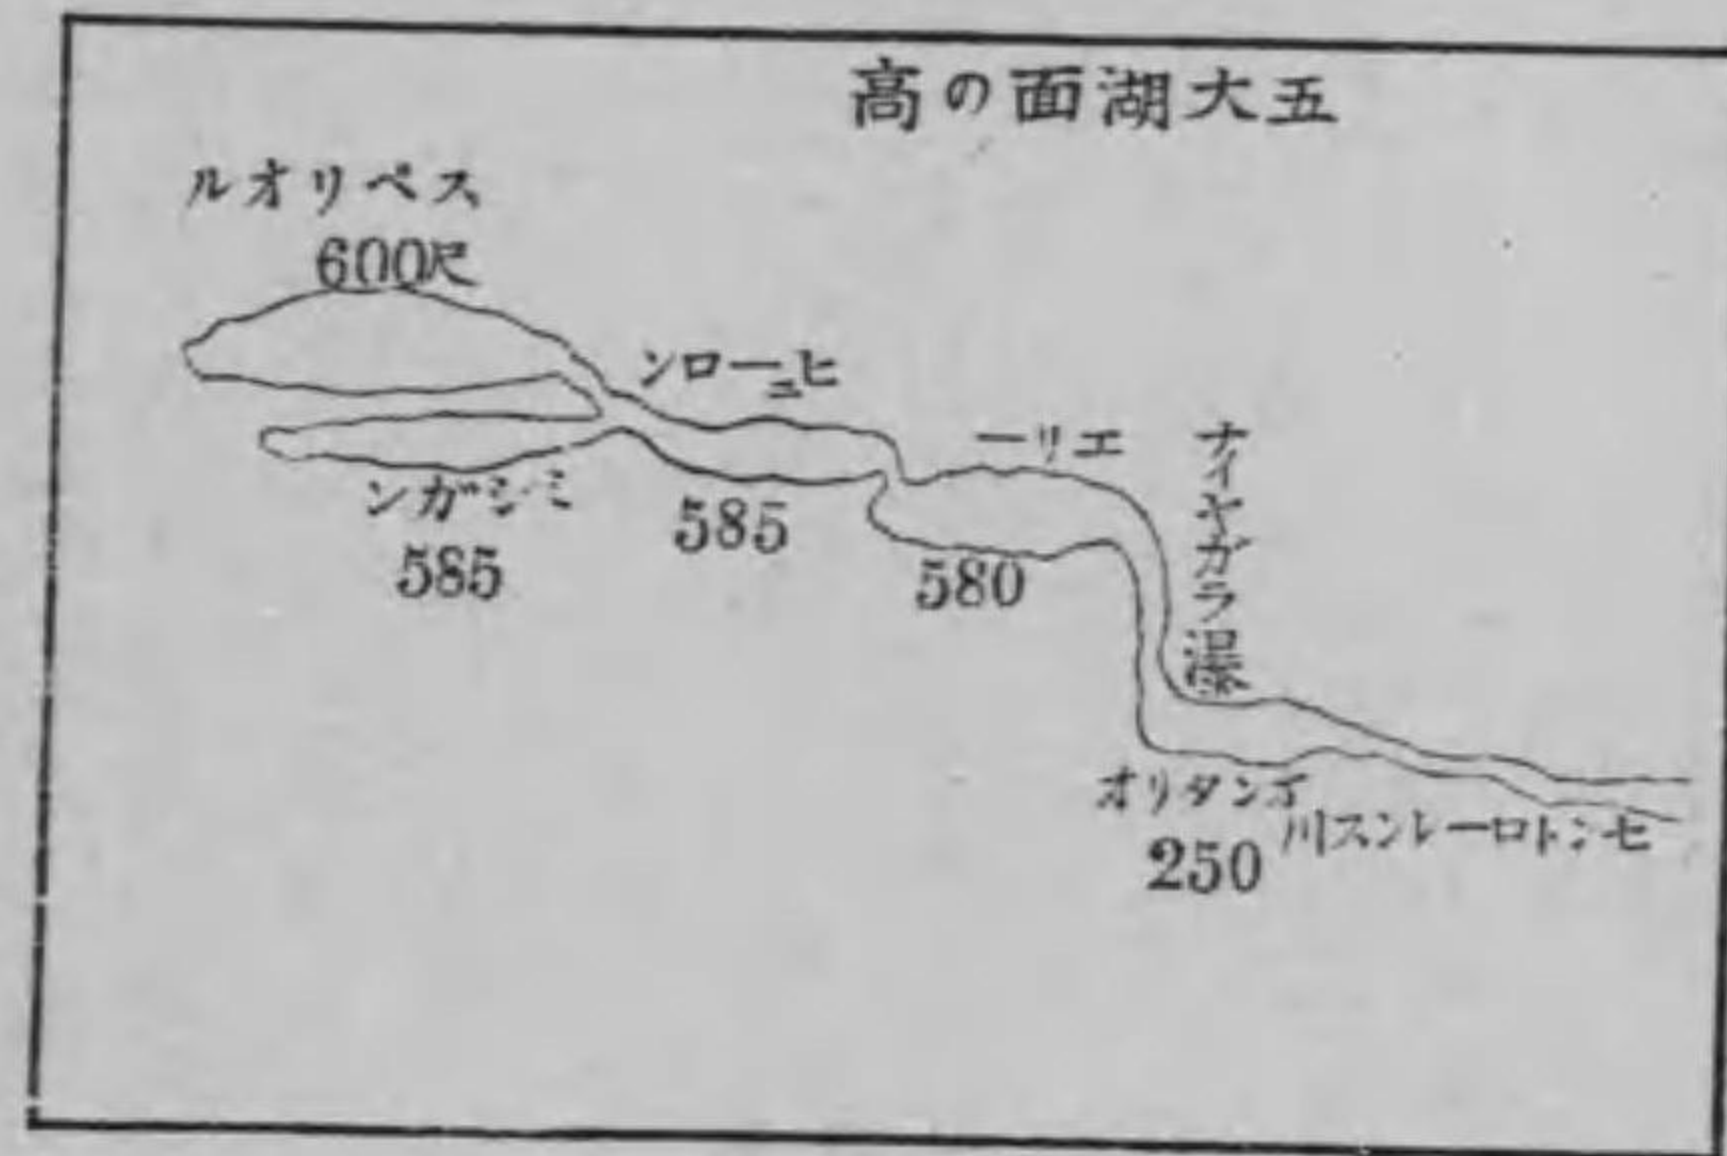 五大湖面の高
スペリオル
600尺
ヒューロン
585
ミシガン
585
エリー
580
ナイヤガラ瀑
オンタリオ
250
セントローレンス川